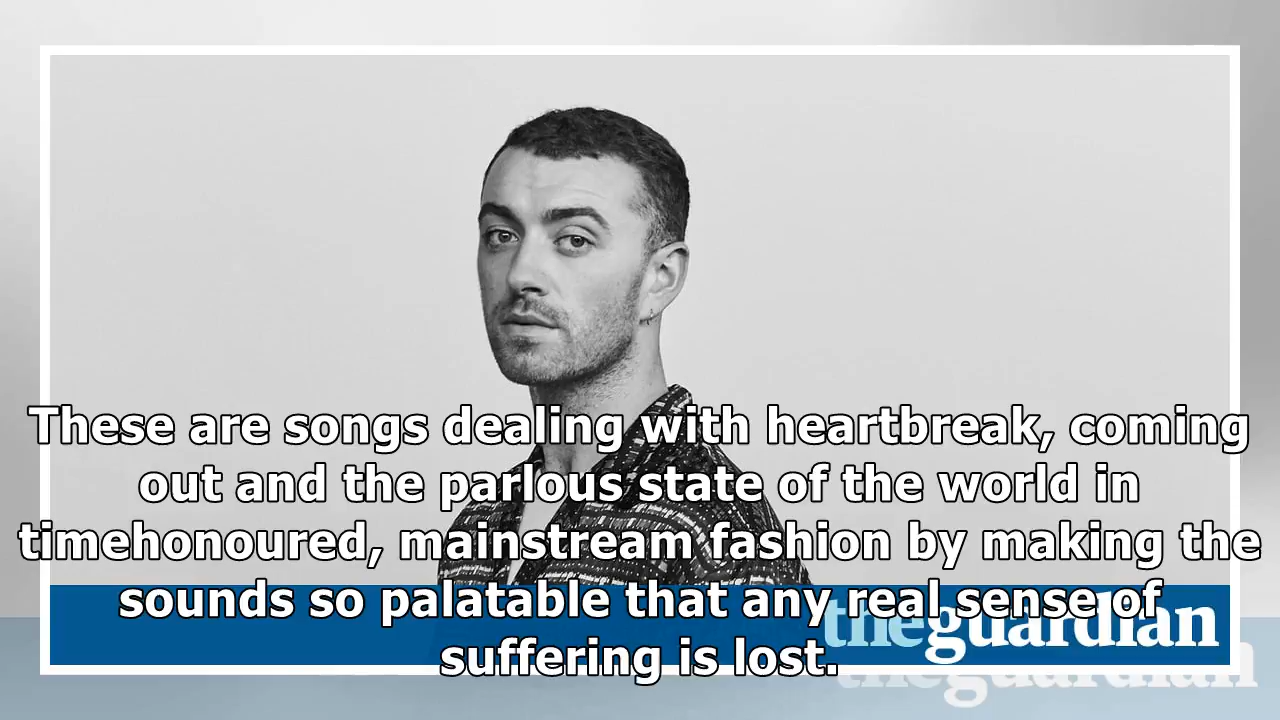 These are songs dealing with heartbreak, coming
out and the parlous state of the world in
timehonoured, mainstream fashion by making the
sounds so palatable that any real sense of
suffering is lost.
theguardian
theguardian